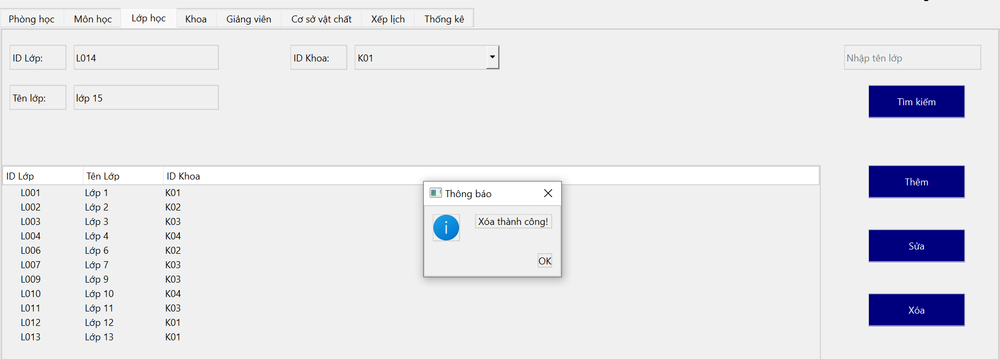 Phòng học Môn học Lớp học Khoa Giảng viên Cơ sở vật chất Xếp lịch Thống kê
ID Lớp: L014 ID Khoa: K01 Nhập tên lớp
Tên lớp: lớp 15 Tìm kiếm
ID Lớp Tên Lớp ID Khoa
L001 Lớp 1 K01
L002 Lớp 2 K02
L003 Lớp 3 K03
L004 Lớp 4 K04
L006 Lớp 6 K02
L007 Lớp 7 K03
L009 Lớp 9 K03
L010 Lớp 10 K04
L011 Lớp 11 K03
L012 Lớp 12 K01
L013 Lớp 13 K01
Thông báo
Xóa thành công!
OK
Thêm
Sửa
Xóa